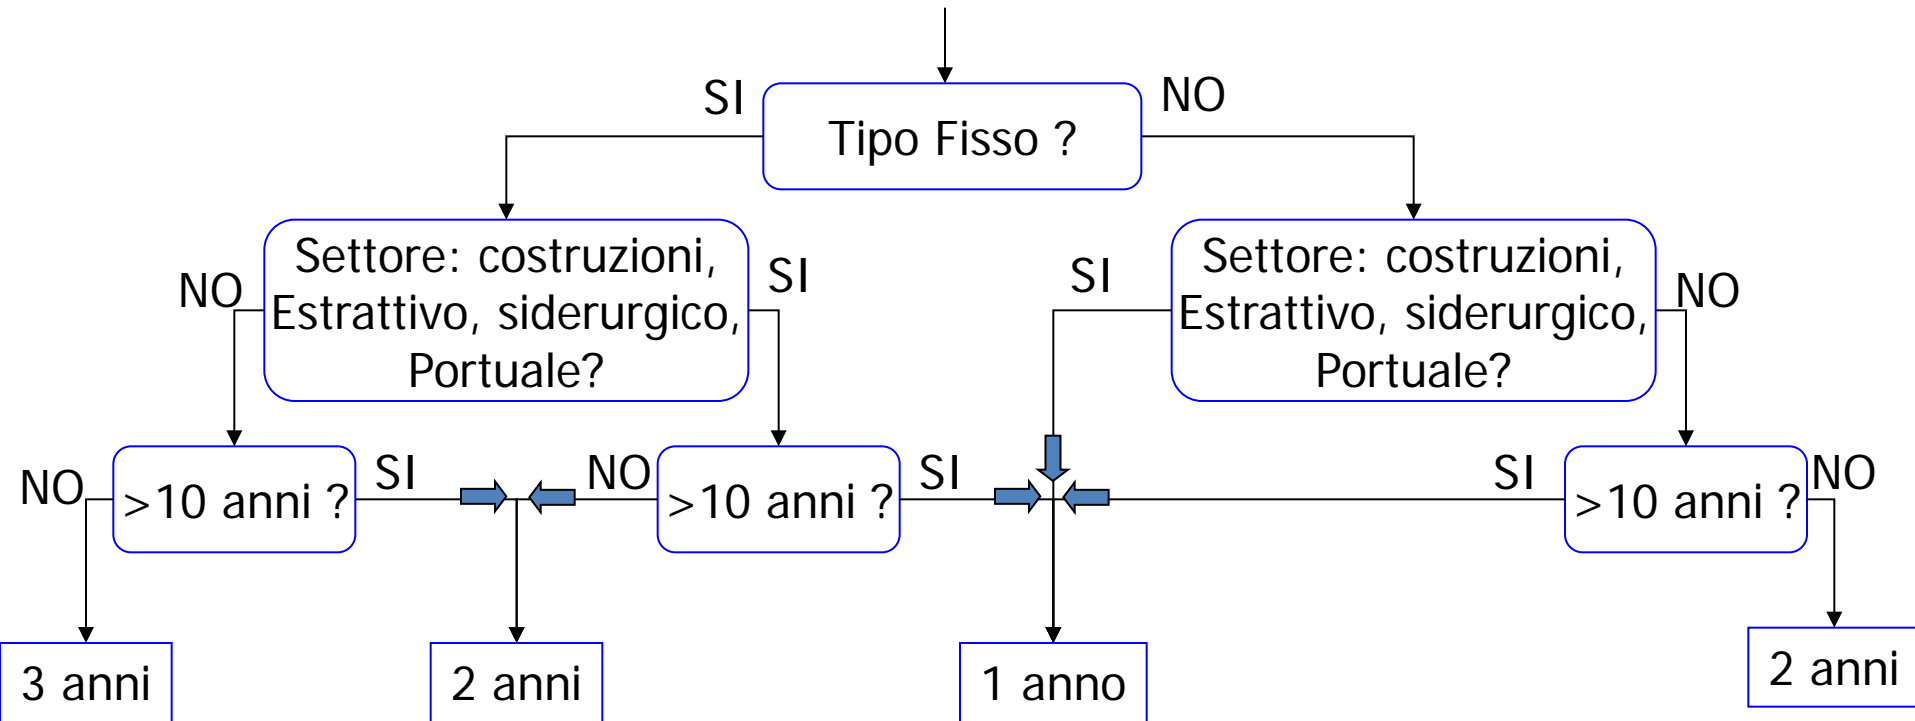 SI
NO
Tipo Fisso ?
NO
Settore: costruzioni,
Estrattivo, siderurgico,
Portuale?
SI
SI
Settore: costruzioni,
Estrattivo, siderurgico,
Portuale?
NO
NO
>10 anni ?
SI
NO
>10 anni ?
SI
SI
>10 anni ?
NO
3 anni
2 anni
1 anno
2 anni